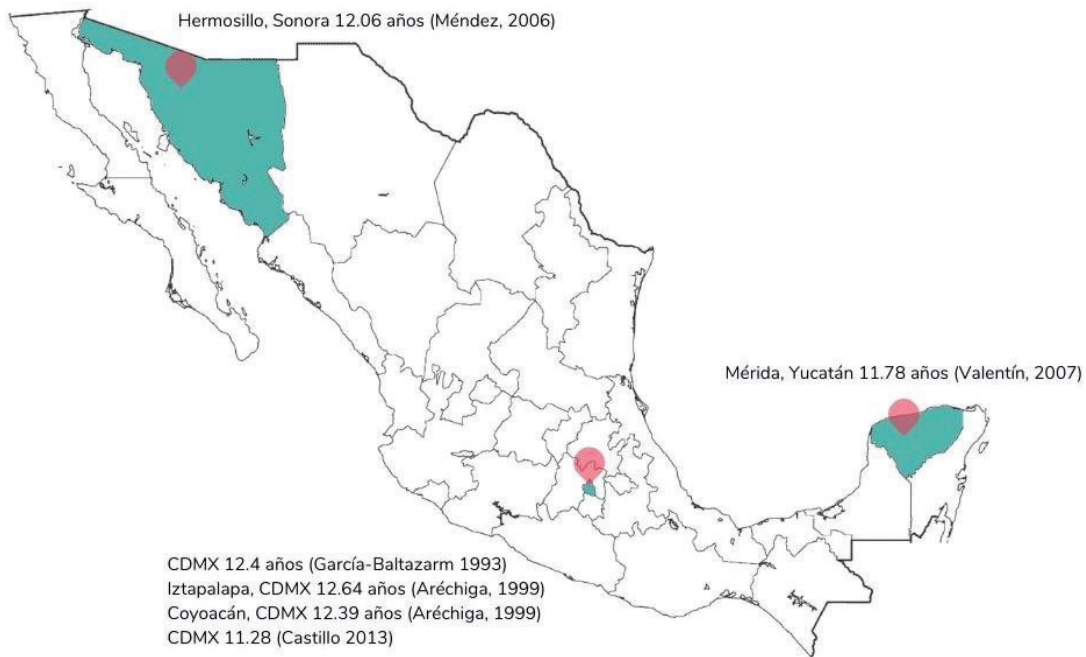 Hermosillo, Sonora 12.06 años (Méndez, 2006)
Mérida, Yucatán 11.78 años (Valentín, 2007)
CDMX 12.4 años (García-Baltazarm 1993)
Iztapalapa, CDMX 12.64 años (Aréchiga, 1999)
Coyoacán, CDMX 12.39 años (Aréchiga, 1999)
CDMX 11.28 (Castillo 2013)